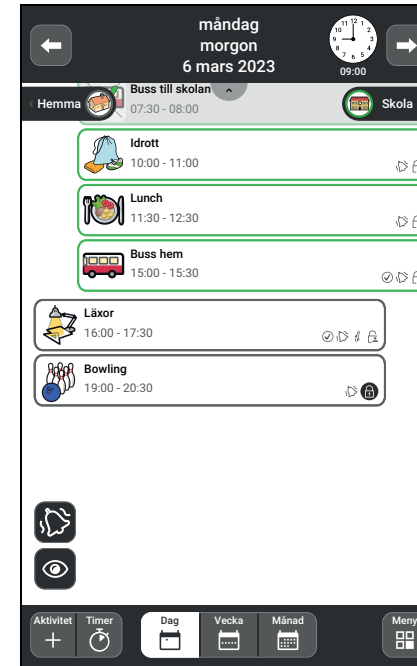 måndag
morgon
6 mars 2023
09:00
Hemma
Skola
Buss till skolan
07:30 - 08:00
Idrott
10:00 - 11:00
Lunch
11:30 - 12:30
Buss hem
15:00 - 15:30
Läxor
16:00 - 17:30
Bowling
19:00 - 20:30
Aktivitet
Timer
Dag
Vecka
Månad
Meny